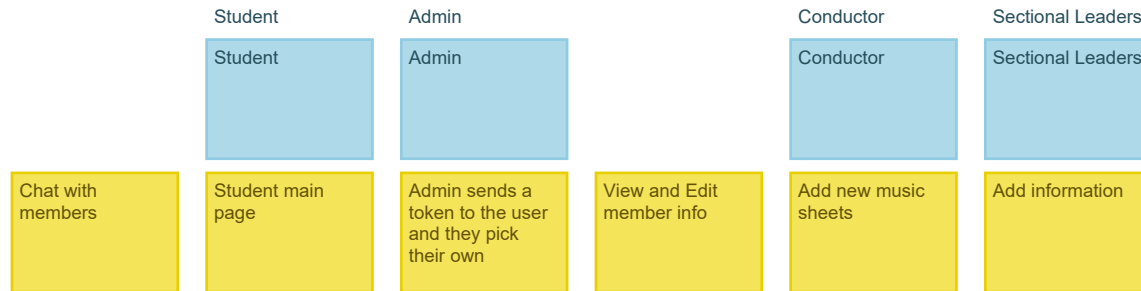 Student
Admin
Conductor
Sectional Leaders
Student
Admin
Conductor
Sectional Leaders
Chat with
members
Student main
page
Admin sends a
token to the user
and they pick
their own
View and Edit
member info
Add new music
sheets
Add information